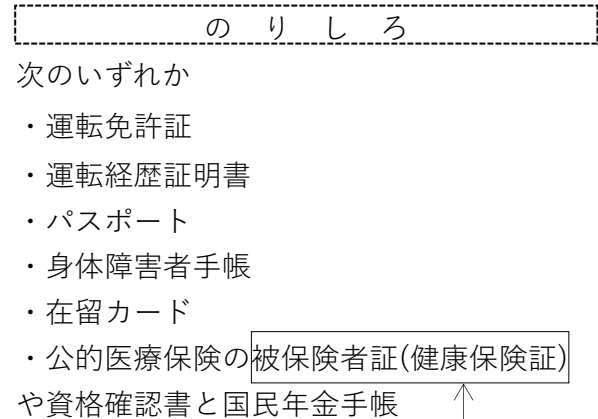 のりしろ
次のいずれか
・運転免許証
・運転経歴証明書
・パスポート
・身体障害者手帳
・在留カード
・公的医療保険の被保険者証(健康保険証)
や資格確認書と国民年金手帳